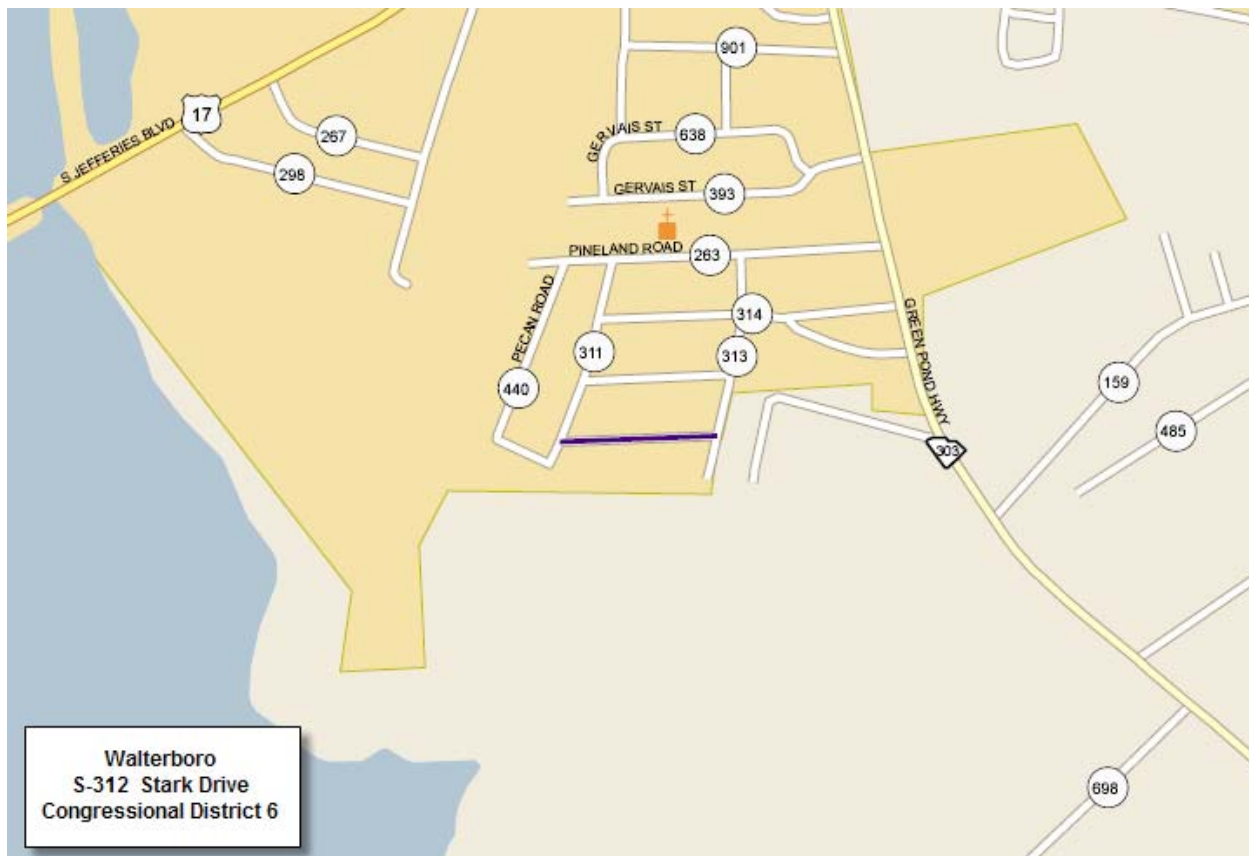 901
17
S JEFFERIES BLVD
267
298
GERVAIS ST
638
GERVAIS ST
393
PINELAND ROAD
263
PECAN ROAD
314
GREEN POND HWY
311
313
440
159
485
303
698
Walterboro
S-312 Stark Drive
Congressional District 6